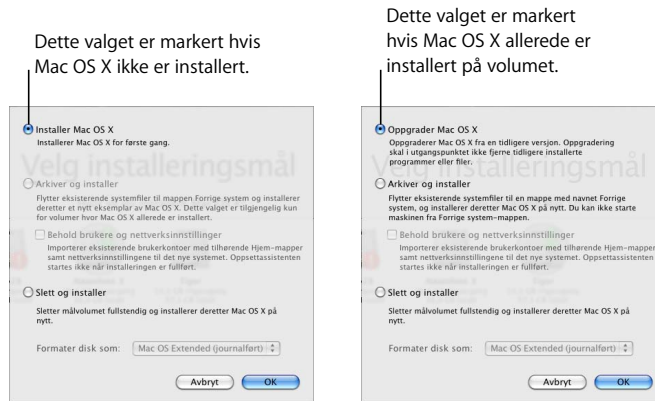 Dette valget er markert hvis
Mac OS X ikke er installert.
Installer Mac OS X
Installerer Mac OS X for første gang.
Velg installeringsmål
Arkiver og installer
Flytter eksisterende systemfiler til mappen Forrige system og installerer
deretter et nytt eksemplar av Mac OS X. Dette valget er tilgjengelig kun
for volumer hvor Mac OS X allerede er installert.
Behold brukere og nettverksinnstillinger
Importerer eksisterende brukerkontoer med tilhørende Hjem-mapper
samt nettverksinnstillingene til det nye systemet. Oppsettassistenten
startes ikke når installeringen er fullført.
Slett og installer
Sletter målvolumet fullstendig og installerer deretter Mac OS X på
nytt.
Formater disk som: Mac OS Extended (journalført)
Avbryt OK
Dette valget er markert
hvis Mac OS X allerede er
installert på volumet.
Oppgrader Mac OS X
Oppgraderer Mac OS X fra en tidligere versjon. Oppgradering
skal i utgangspunktet ikke fjerne tidligere installerte
programmer eller filer.
Velg installeringsmål
Arkiver og installer
Flytter eksisterende systemfiler til en mappe med navnet Forrige
system, og installerer deretter Mac OS X på nytt. Du kan ikke starte
maskinen fra Forrige system-mappen.
Behold brukere og nettverksinnstillinger
Importerer eksisterende brukerkontoer med tilhørende Hjem-mapper
samt nettverksinnstillingene til det nye systemet. Oppsettassistenten
startes ikke når installeringen er fullført.
Slett og installer
Sletter målvolumet fullstendig og installerer deretter Mac OS X på
nytt.
Formater disk som: Mac OS Extended (journalført)
Avbryt OK